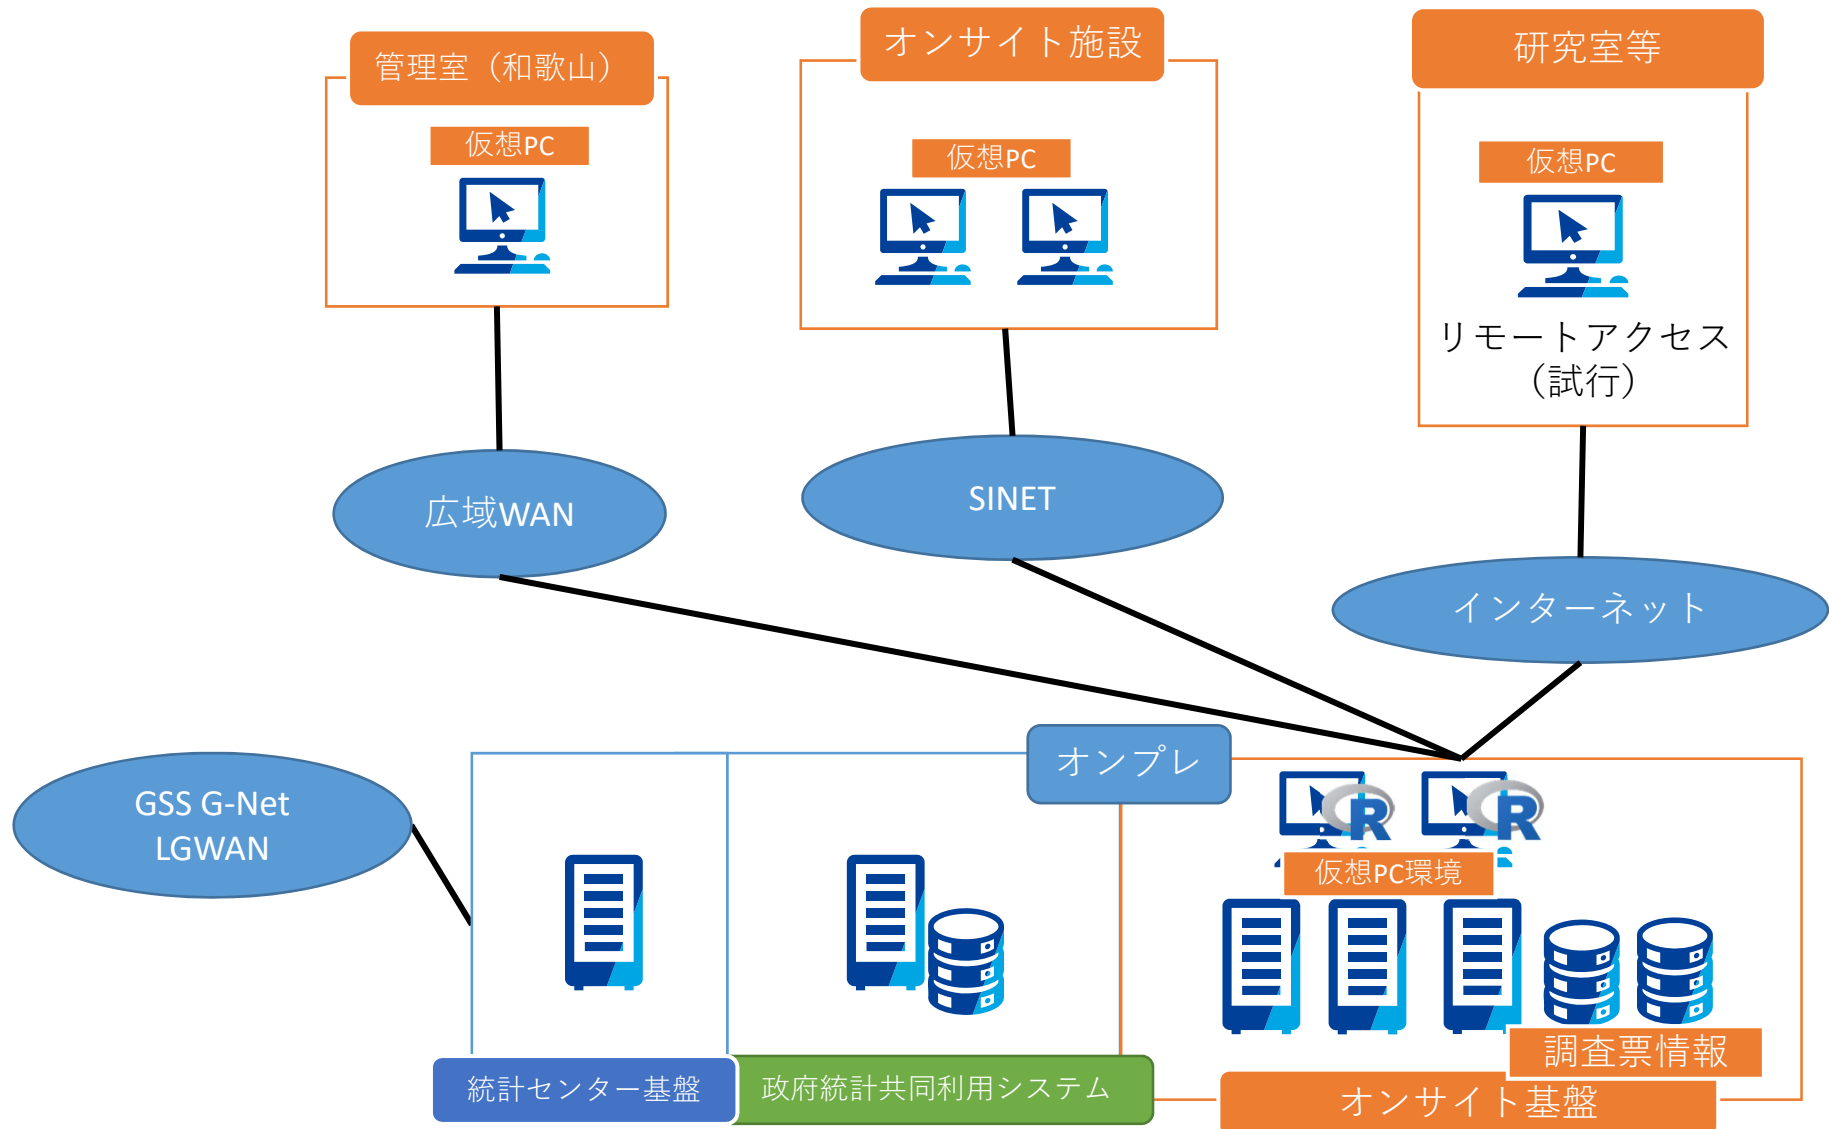 管理室（和歌山）
オンサイト施設
研究室等
仮想PC
仮想PC
仮想PC
リモートアクセス
（試行）
広域WAN
SINET
インターネット
オンプレ
GSS G-Net
LGWAN
R
R
仮想PC環境
調査票情報
統計センター基盤
政府統計共同利用システム
オンサイト基盤